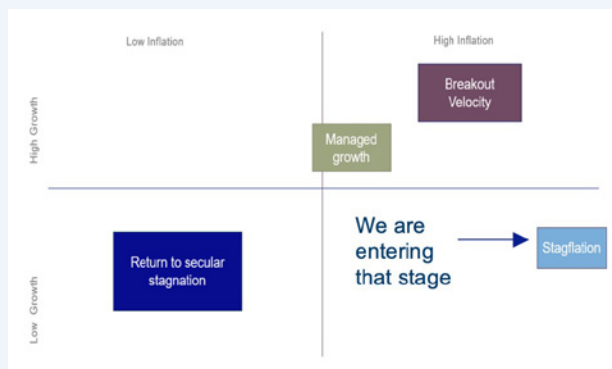 Low Inflation
High Inflation
High Growth
Breakout
Velocity
Managed
growth
Low Growth
Return to secular
stagnation
We are
entering
that stage
Stagflation